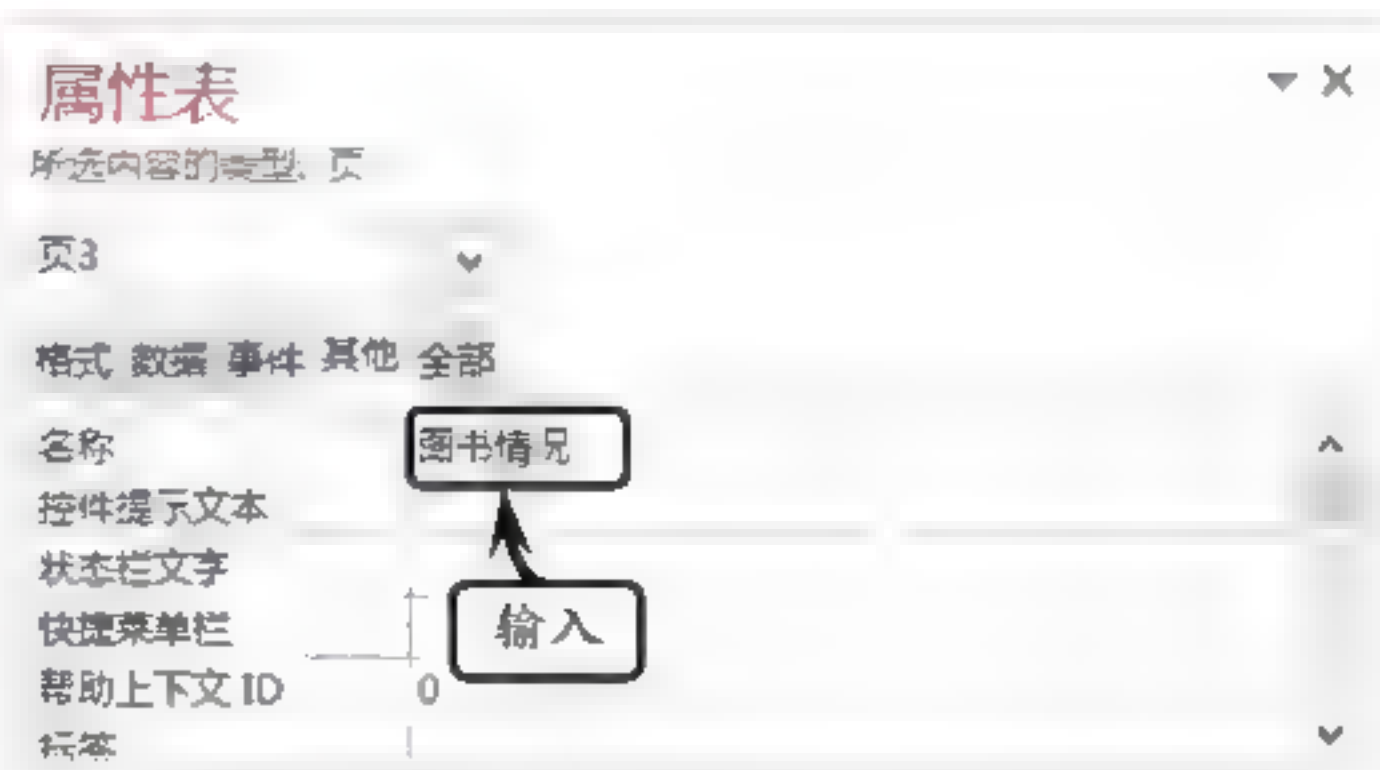 属性表
所选内容的类型: 页
页3
格式 数据 事件 其他 全部
名称 图书情况
控件提示文本
状态栏文字
快捷菜单栏
输入
帮助上下文 ID 0
标签